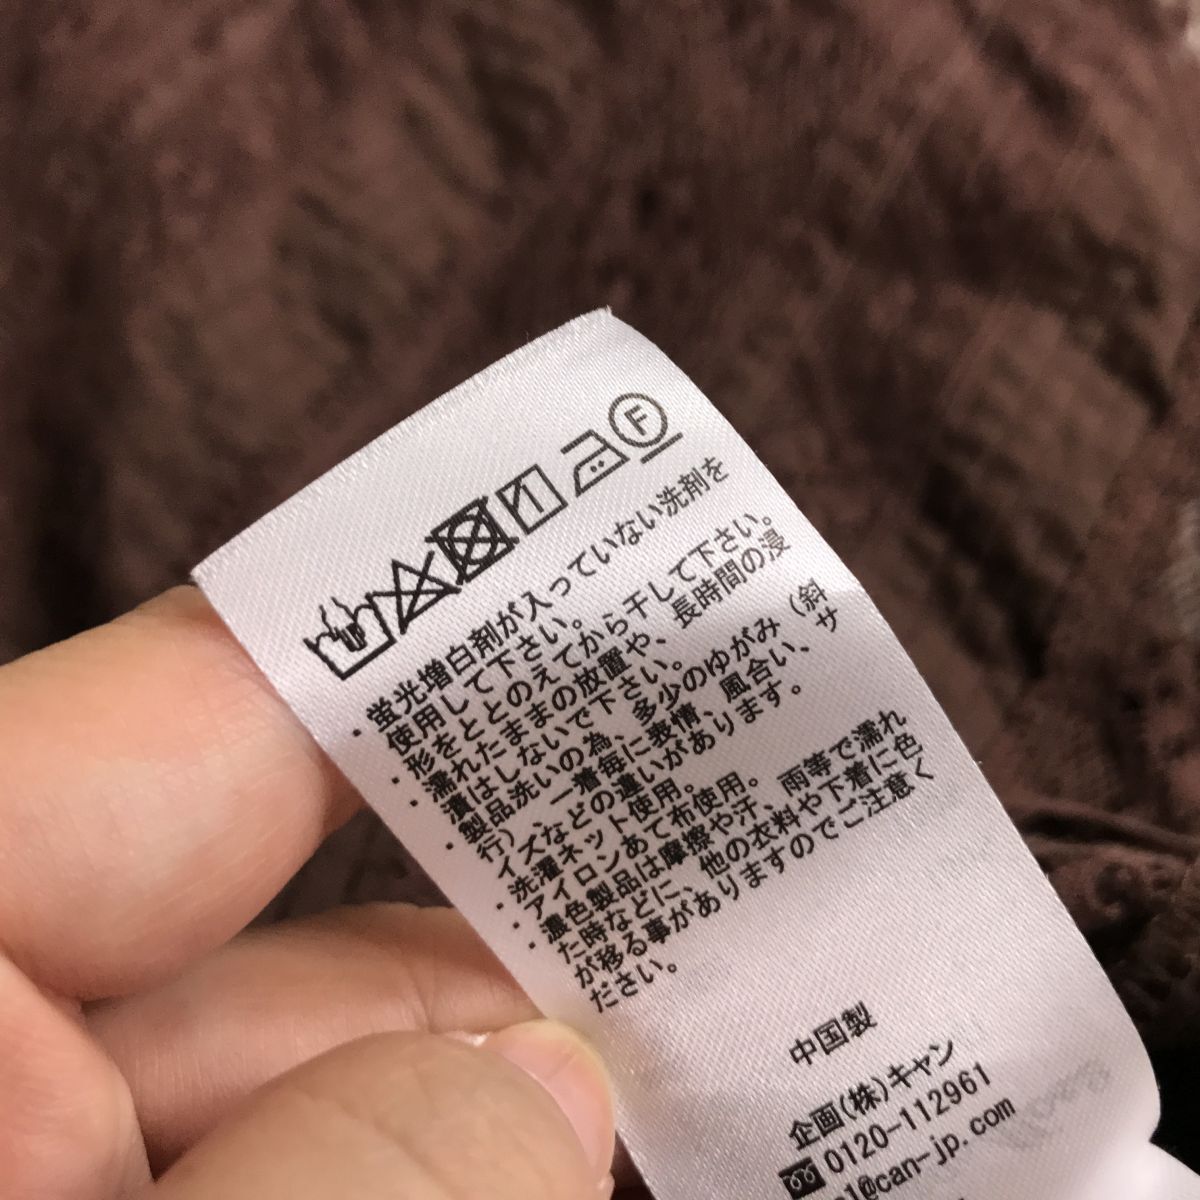 F
・蛍光増白剤が入っていない洗剤を
使用して下さい。
・形をととのえてから干して下さい。
・濡れたままの放置や、長時間の浸
漬はしないで下さい。
・製品洗いの為、多少のゆがみ（斜
行）、一着毎に表情、風合い、サ
イズなどの違いがあります。
・洗濯ネット使用。
・アイロンあて布使用。
・濃色製品は摩擦や汗、雨等で濡れ
た時などに、他の衣料や下着に色
が移る事がありますのでご注意く
ださい。
中国製
企画(株)キャン
0120-112961
1@can-jp.com